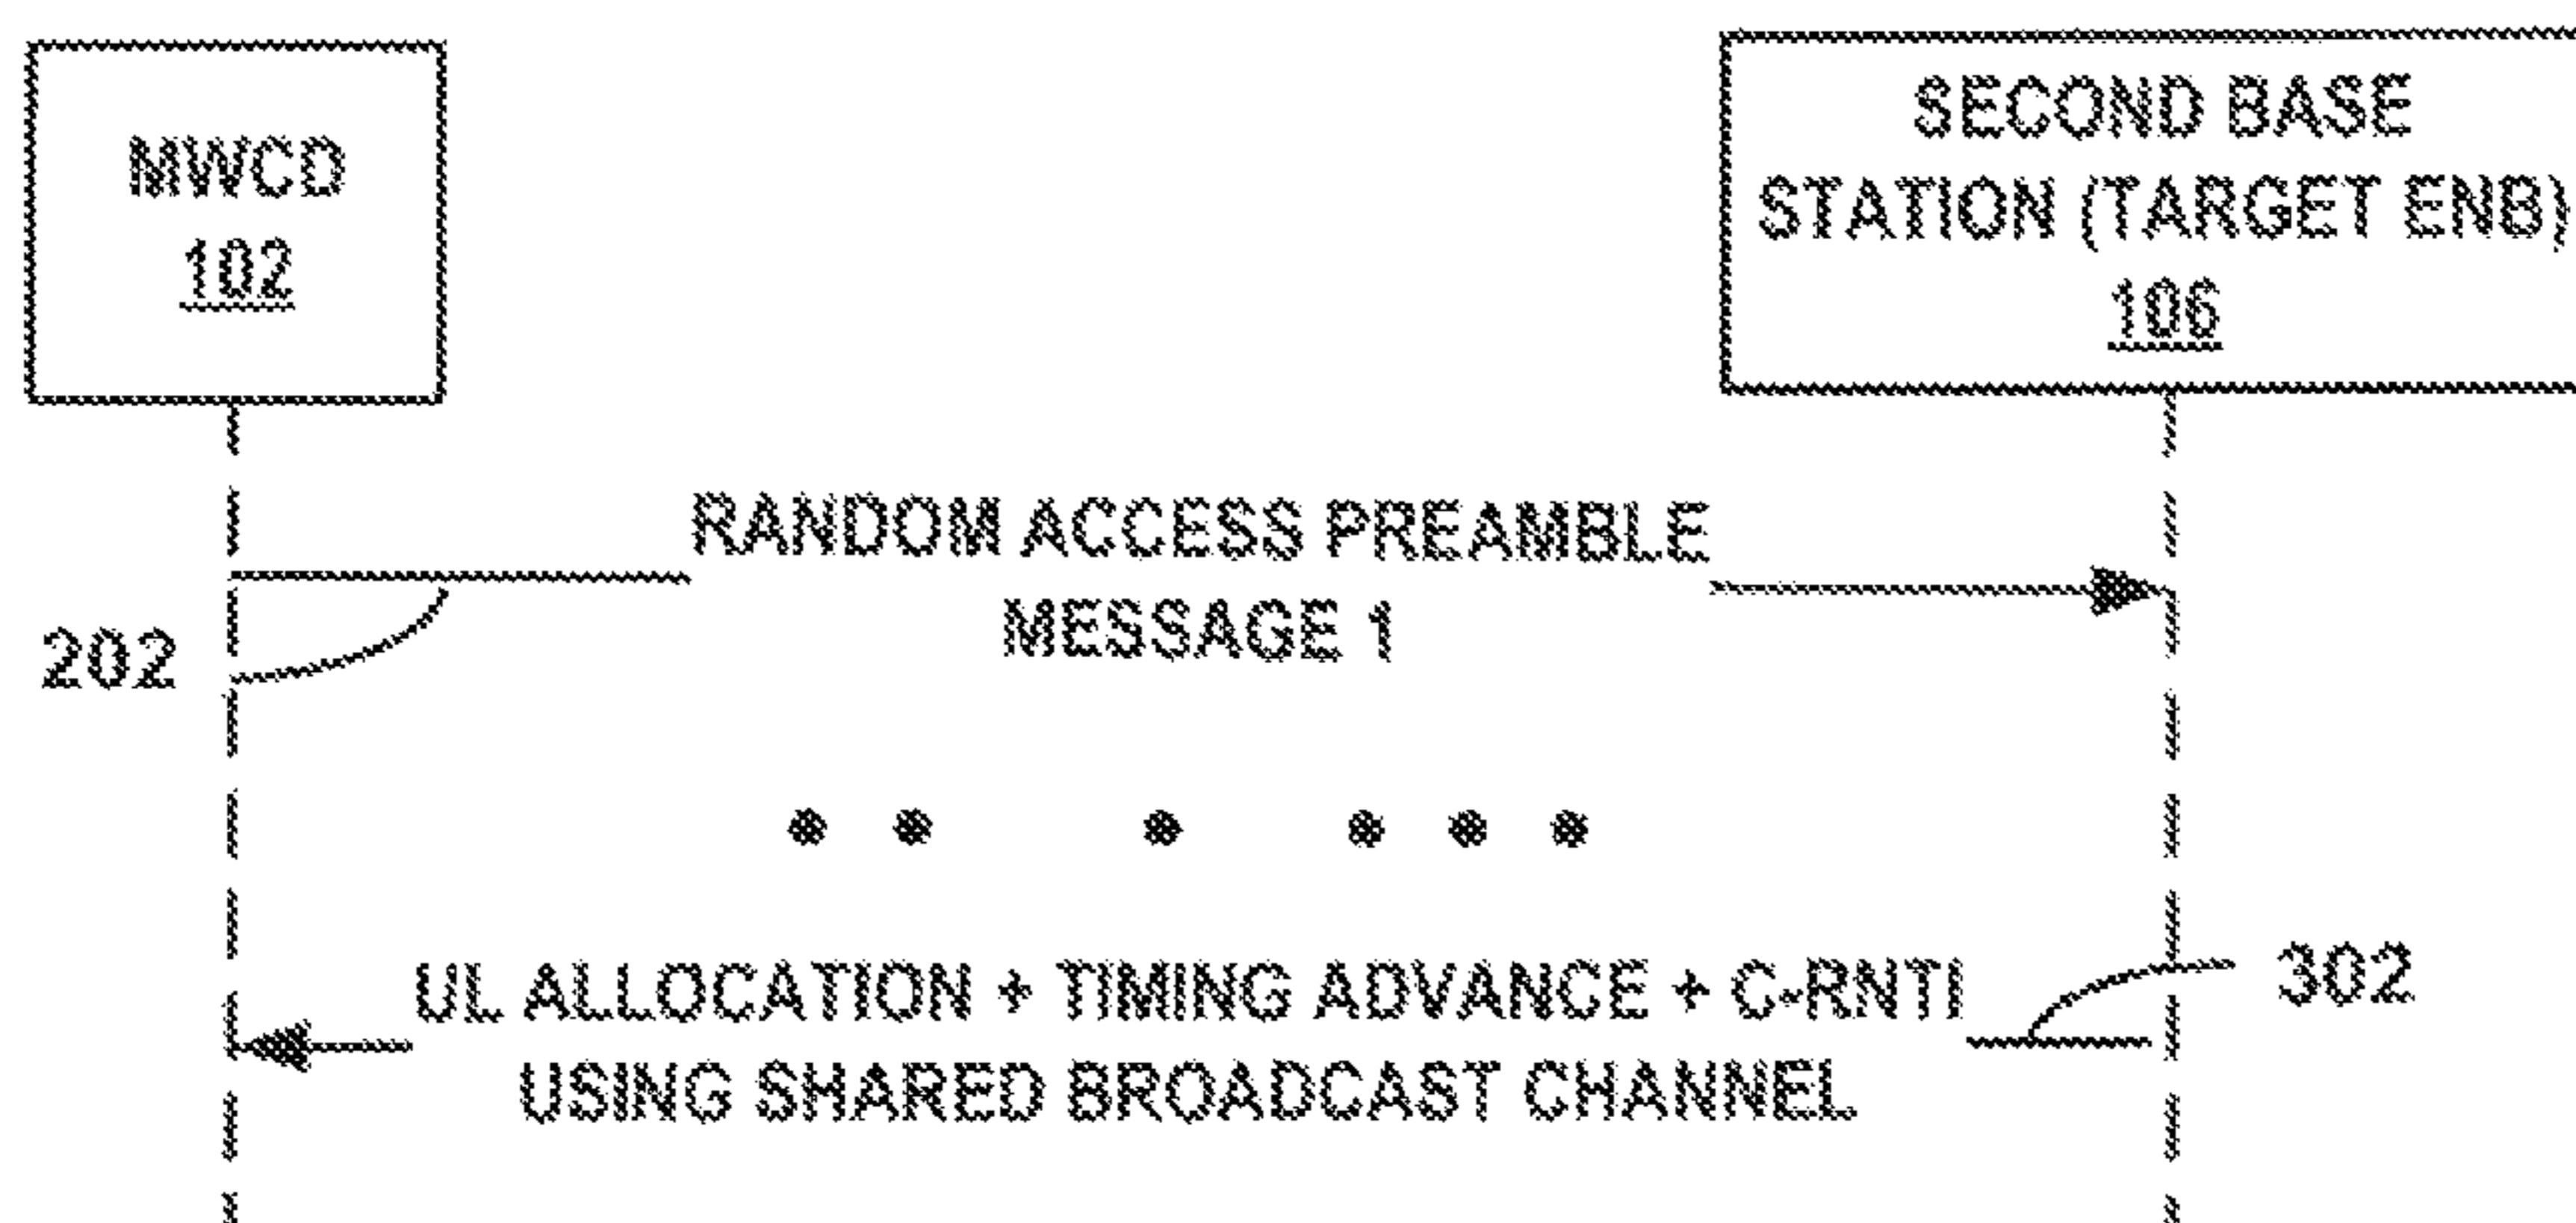 MWCD
102
SECOND BASE
STATION (TARGET ENB)
106
RANDOM ACCESS PREAMBLE
MESSAGE 1
202
UL ALLOCATION + TIMING ADVANCE + C-RNTI
USING SHARED BROADCAST CHANNEL
302